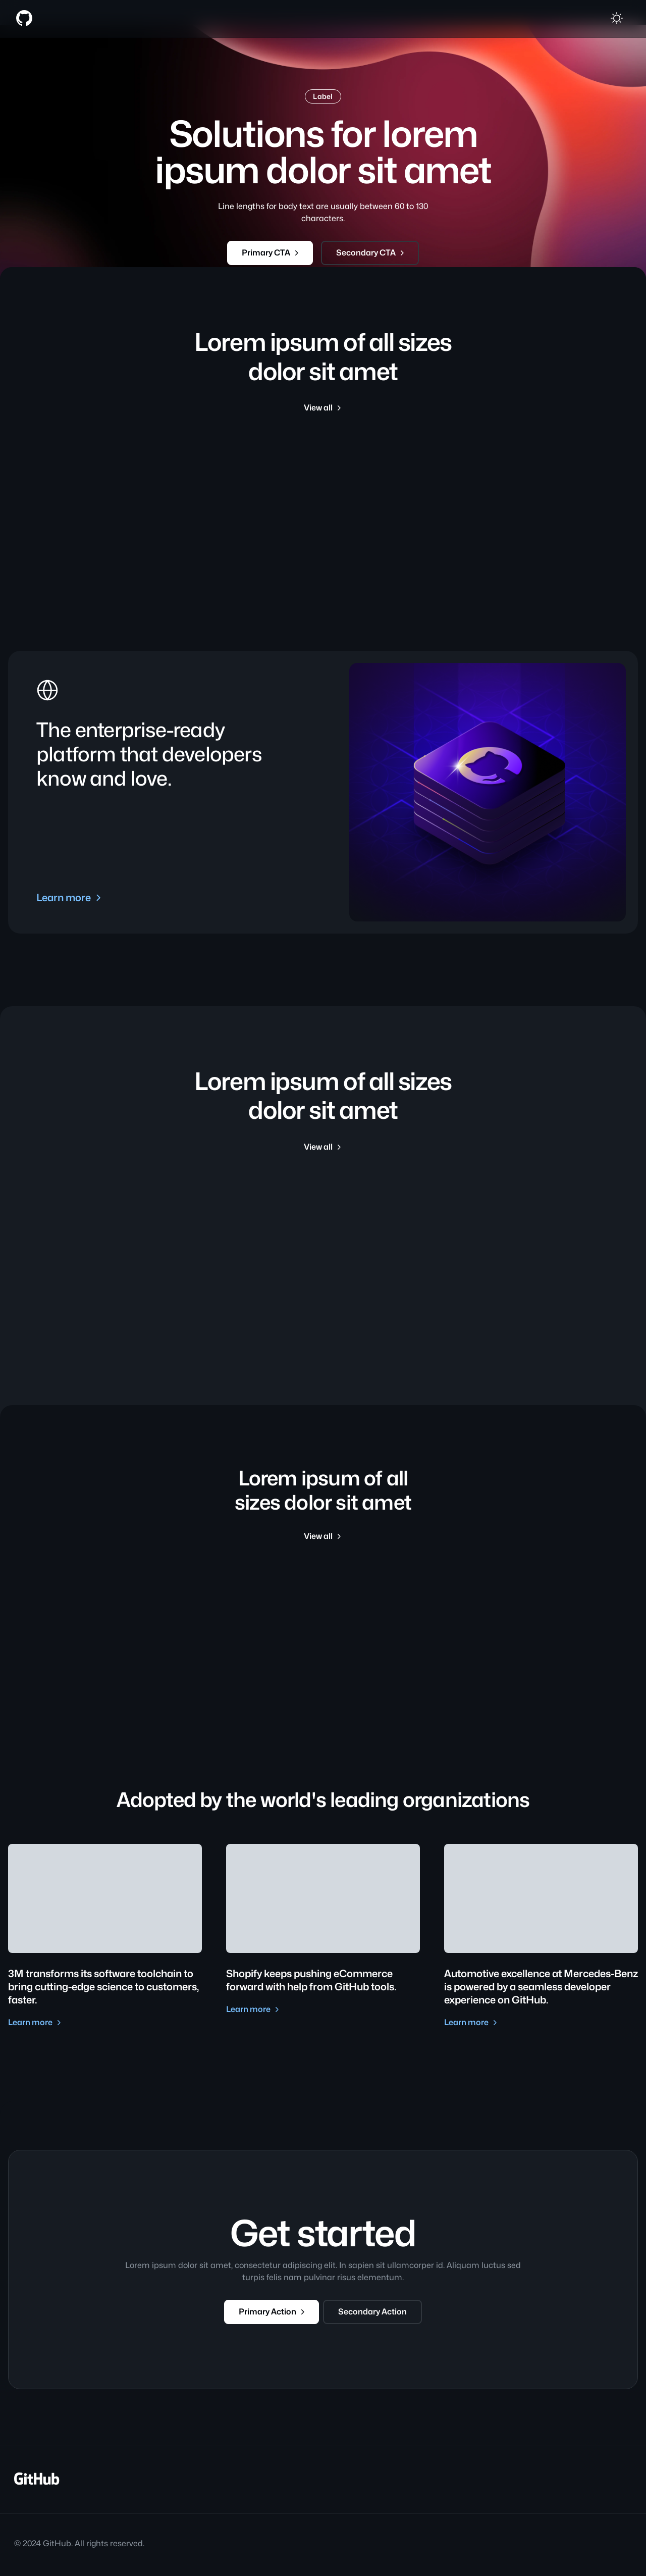 Label
Solutions for lorem
ipsum dolor sit amet
Line lengths for body text are usually between 60 to 130
characters.
Primary CTA
Secondary CTA
Lorem ipsum of all sizes
dolor sit amet
View all
The enterprise-ready
platform that developers
know and love.
Learn more
Lorem ipsum of all sizes
dolor sit amet
View all
Lorem ipsum of all
sizes dolor sit amet
View all
Adopted by the world's leading organizations
3M transforms its software toolchain to
bring cutting-edge science to customers,
faster.
Learn more
Shopify keeps pushing eCommerce
forward with help from GitHub tools.
Learn more
Automotive excellence at Mercedes-Benz
is powered by a seamless developer
experience on GitHub.
Learn more
Get started
Lorem ipsum dolor sit amet, consectetur adipiscing elit. In sapien sit ullamcorper id. Aliquam luctus sed
turpis felis nam pulvinar risus elementum.
Primary Action
Secondary Action
GitHub
© 2024 GitHub. All rights reserved.